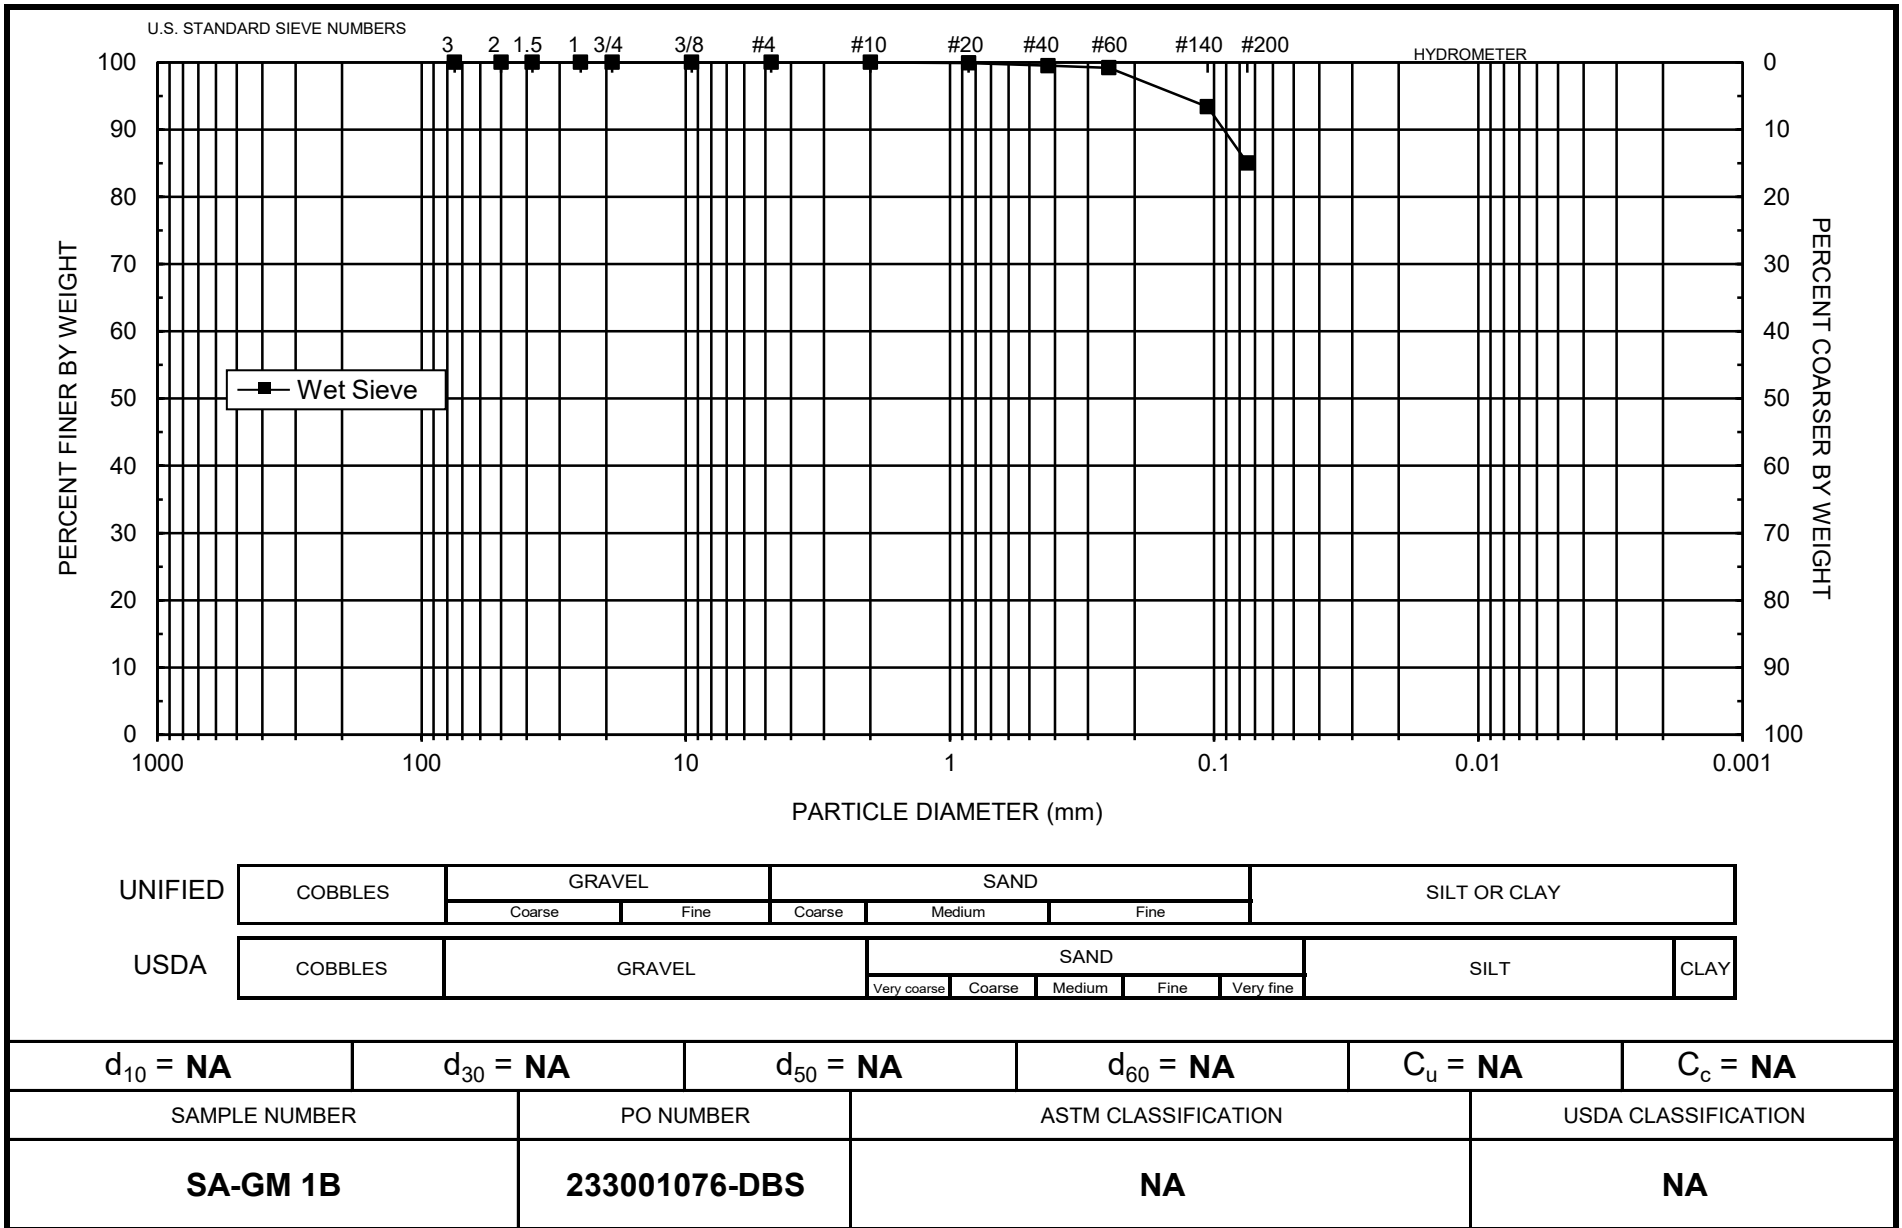 U.S. STANDARD SIEVE NUMBERS
3 2 1.5 1 3/4 3/8 #4 #10 #20 #40 #60 #140 #200
HYDROMETER
100 0
90 10
80 20
70 30
60 40
50 50
40 60
30 70
20 80
10 90
0 100
PERCENT FINER BY WEIGHT
PERCENT COARSER BY WEIGHT
Wet Sieve
1000 100 10 1 0.1 0.01 0.001
PARTICLE DIAMETER (mm)
UNIFIED COBBLES GRAVEL SAND SILT OR CLAY
Coarse Fine Coarse Medium Fine
USDA COBBLES GRAVEL SAND SILT CLAY
Very coarse Coarse Medium Fine Very fine
d10 = NA d30 = NA d50 = NA d60 = NA Cu = NA Cc = NA
SAMPLE NUMBER PO NUMBER ASTM CLASSIFICATION USDA CLASSIFICATION
SA-GM 1B 233001076-DBS NA NA